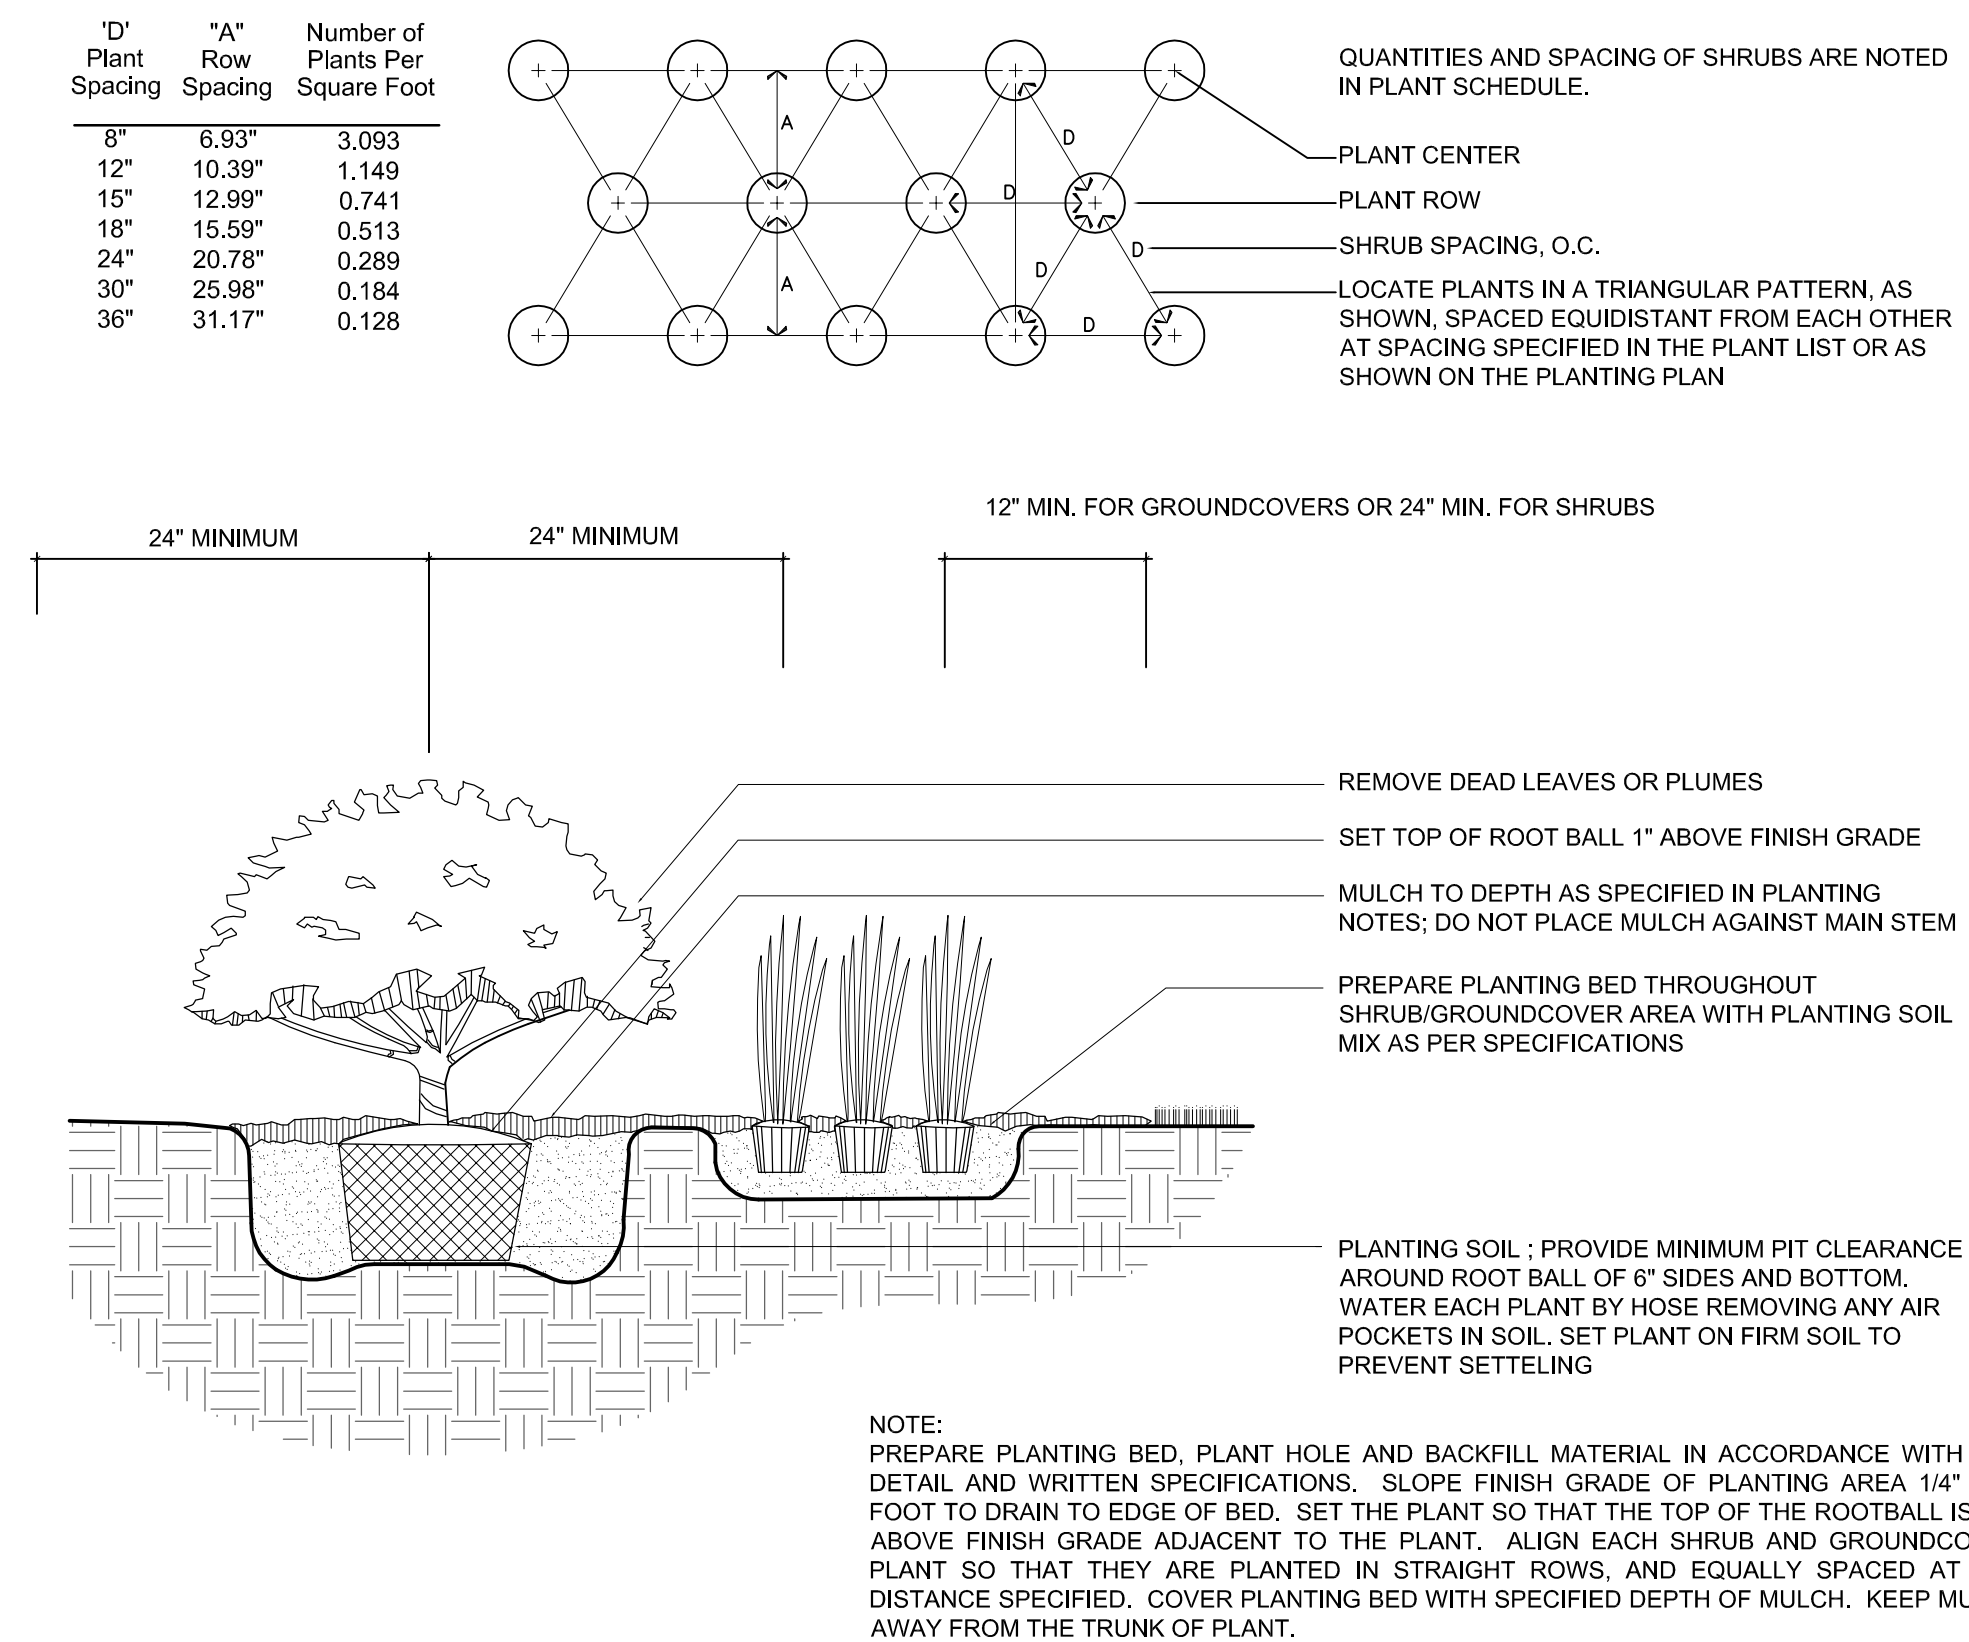 'D' Plant Spacing "A" Row Spacing Number of Plants Per Square Foot
8" 6.93" 3.093
12" 10.39" 1.149
15" 12.99" 0.741
18" 15.59" 0.513
24" 20.78" 0.289
30" 25.98" 0.184
36" 31.17" 0.128
A
A
D
D
D
D
D
QUANTITIES AND SPACING OF SHRUBS ARE NOTED
IN PLANT SCHEDULE.
PLANT CENTER
PLANT ROW
SHRUB SPACING, O.C.
LOCATE PLANTS IN A TRIANGULAR PATTERN, AS
SHOWN, SPACED EQUIDISTANT FROM EACH OTHER
AT SPACING SPECIFIED IN THE PLANT LIST OR AS
SHOWN ON THE PLANTING PLAN
12" MIN. FOR GROUNDCOVERS OR 24" MIN. FOR SHRUBS
24" MINIMUM
24" MINIMUM
REMOVE DEAD LEAVES OR PLUMES
SET TOP OF ROOT BALL 1" ABOVE FINISH GRADE
MULCH TO DEPTH AS SPECIFIED IN PLANTING
NOTES; DO NOT PLACE MULCH AGAINST MAIN STEM
PREPARE PLANTING BED THROUGHOUT
SHRUB/GROUNDCOVER AREA WITH PLANTING SOIL
MIX AS PER SPECIFICATIONS
PLANTING SOIL ; PROVIDE MINIMUM PIT CLEARANCE
AROUND ROOT BALL OF 6" SIDES AND BOTTOM.
WATER EACH PLANT BY HOSE REMOVING ANY AIR
POCKETS IN SOIL. SET PLANT ON FIRM SOIL TO
PREVENT SETTELING
NOTE:
PREPARE PLANTING BED, PLANT HOLE AND BACKFILL MATERIAL IN ACCORDANCE WITH
DETAIL AND WRITTEN SPECIFICATIONS. SLOPE FINISH GRADE OF PLANTING AREA 1/4"
FOOT TO DRAIN TO EDGE OF BED. SET THE PLANT SO THAT THE TOP OF THE ROOTBALL IS
ABOVE FINISH GRADE ADJACENT TO THE PLANT. ALIGN EACH SHRUB AND GROUNDCO
PLANT SO THAT THEY ARE PLANTED IN STRAIGHT ROWS, AND EQUALLY SPACED AT
DISTANCE SPECIFIED. COVER PLANTING BED WITH SPECIFIED DEPTH OF MULCH. KEEP MU
AWAY FROM THE TRUNK OF PLANT.